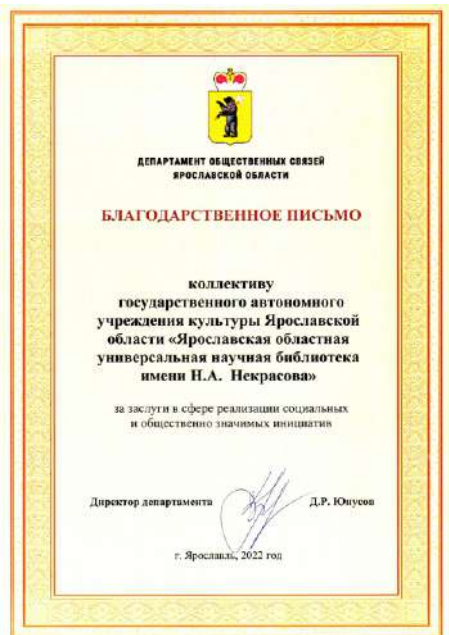 ДЕПАРТАМЕНТ ОБЩЕСТВЕННЫХ СВЯЗЕЙ
ЯРОСЛАВСКОЙ ОБЛАСТИ
БЛАГОДАРСТВЕННОЕ ПИСЬМО
коллективу
государственного автономного
учреждения культуры Ярославской
области «Ярославская областная
универсальная научная библиотека
имени Н.А. Некрасова»
за заслуги в сфере реализации социальных
и общественно значимых инициатив
Директор департамента Д.Р. Юнусов
г. Ярославль, 2022 год